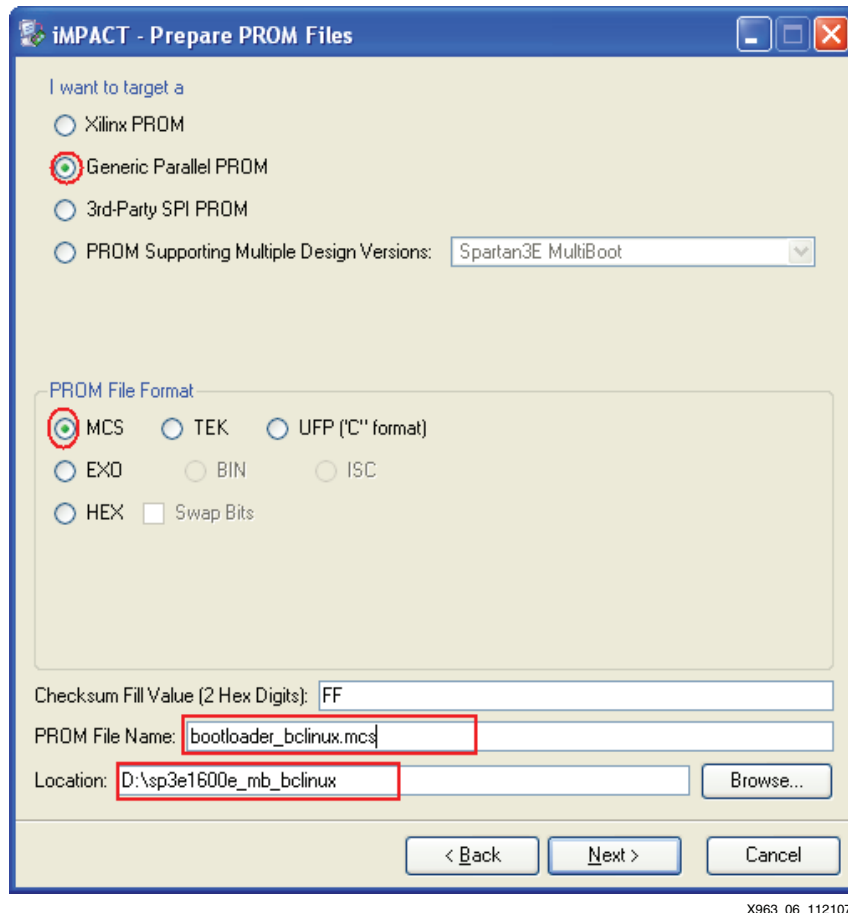 iMPACT - Prepare PROM Files
I want to target a
Xilinx PROM
Generic Parallel PROM
3rd-Party SPI PROM
PROM Supporting Multiple Design Versions: Spartan3E MultiBoot
PROM File Format
MCS TEK UFP ("C" format)
EXO BIN ISC
HEX Swap Bits
Checksum Fill Value (2 Hex Digits): FF
PROM File Name: bootloader_bclinux.mcs
Location: D:\sp3e1600e_mb_bclinux Browse...
< Back Next > Cancel
X963_06_112107